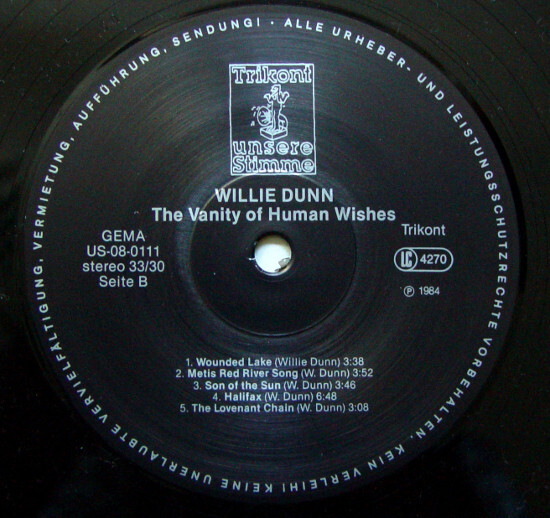 Trikont
unsere
Stimme
WILLIE DUNN
The Vanity of Human Wishes
GEMA
US-08-0111
stereo 33/30
Seite B
Trikont
LC 4270
℗ 1984
1. Wounded Lake (Willie Dunn) 3:38
2. Metis Red River Song (W. Dunn) 3:52
3. Son of the Sun (W. Dunn) 3:46
4. Halifax (W. Dunn) 6:48
5. The Lovenant Chain (W. Dunn) 3:08
ALLE URHEBER- UND LEISTUNGSSCHUTZRECHTE VORBEHALTEN. KEIN VERLEIH! KEINE UNERLAUBTE VERVIELFÄLTIGUNG, VERMIETUNG, AUFFÜHRUNG, SENDUNG! ·